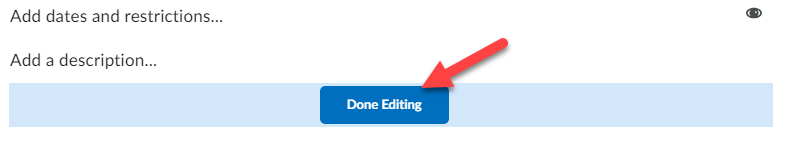 Add dates and restrictions...
Add a description...
Done Editing